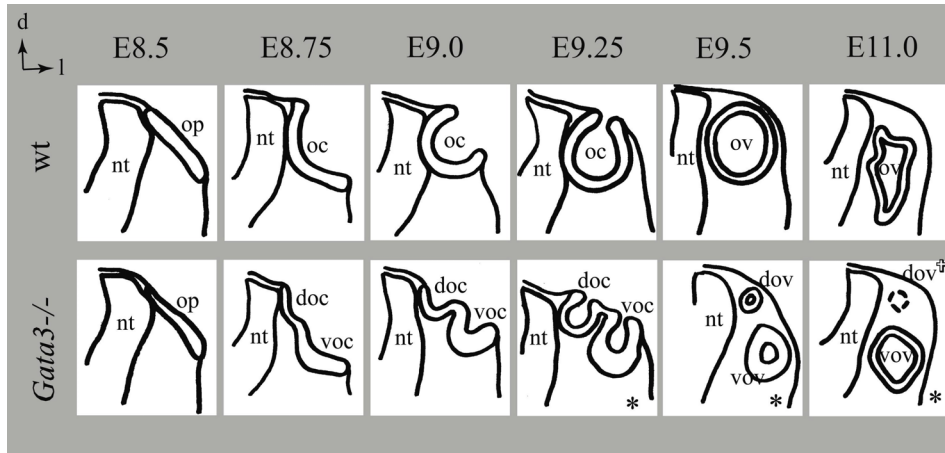 d
l
E8.5 E8.75 E9.0 E9.25 E9.5 E11.0
wt
op
nt
nt
oc
nt
oc
nt
oc
nt
ov
nt
ov
Gata3-/-
op
nt
doc
nt
voc
doc
voc
nt
doc
voc
nt
*
dov
nt
vov
*
dov✝
nt
vov
*